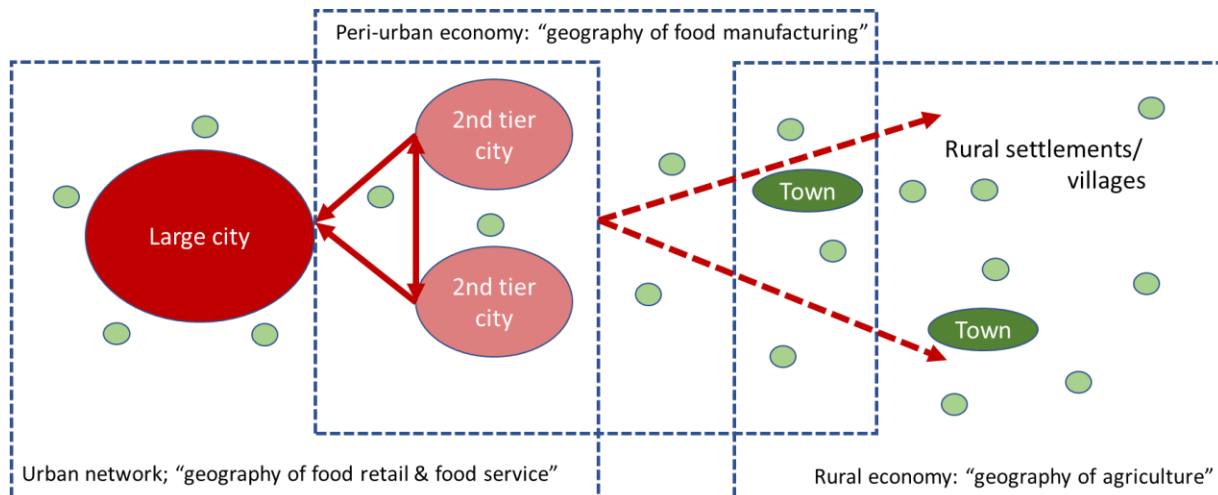 Peri-urban economy: “geography of food manufacturing”
2nd tier
city
Large city
2nd tier
city
Town
Rural settlements/
villages
Town
Urban network; “geography of food retail & food service”
Rural economy: “geography of agriculture”